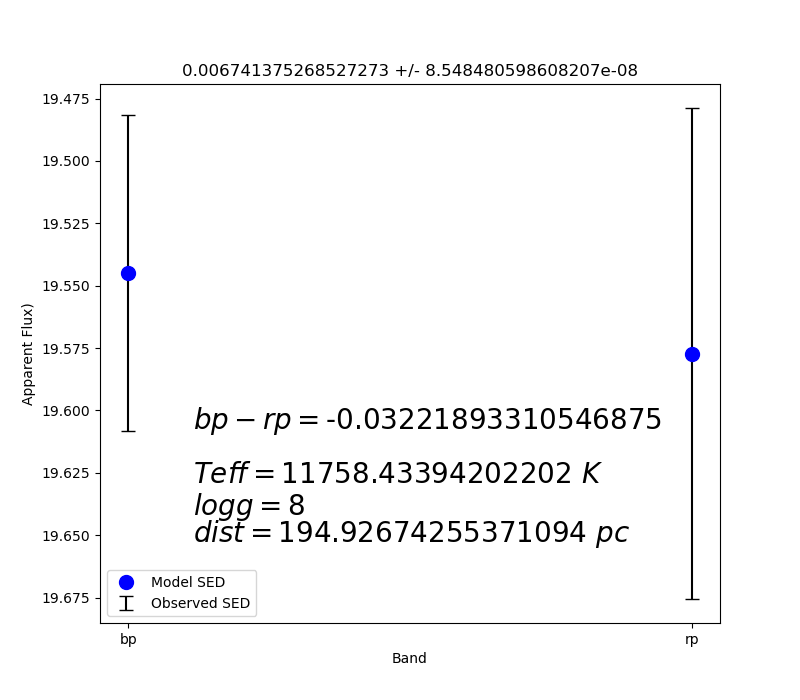 0.006741375268527273 +/- 8.548480598608207e-08
19.475
19.500
19.525
19.550
19.575
19.600
19.625
19.650
19.675
Apparent Flux)
bp − rp = -0.03221893310546875
Teff = 11758.43394202202 K
logg = 8
dist = 194.92674255371094 pc
Model SED
Observed SED
bp
rp
Band